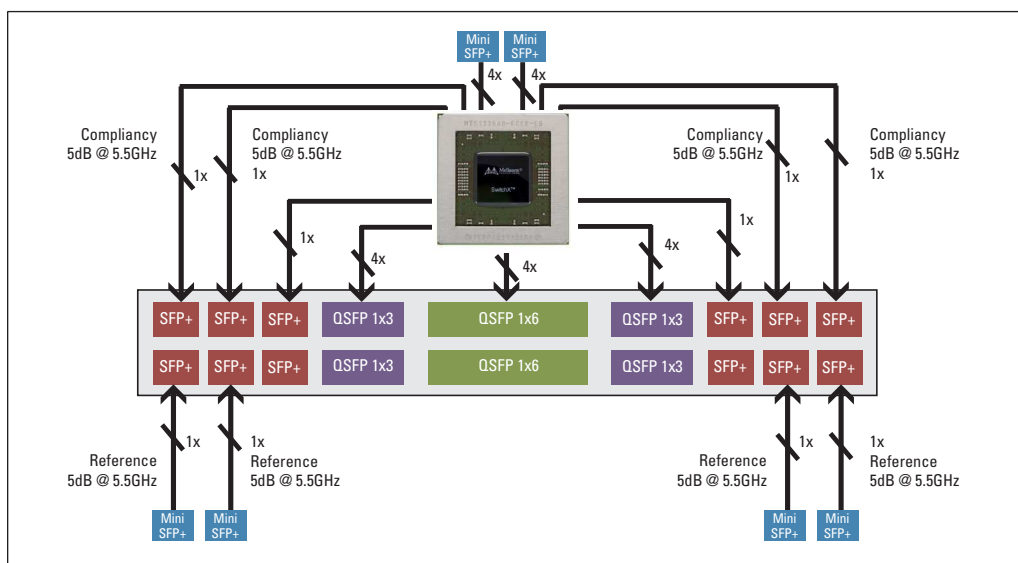 Mini
SFP+
Mini
SFP+
4x
4x
Compliancy
5dB @ 5.5GHz
1x
Compliancy
5dB @ 5.5GHz
1x
Compliancy
5dB @ 5.5GHz
1x
Compliancy
5dB @ 5.5GHz
1x
Mellanox
SwitchX™
1x
4x
4x
4x
1x
SFP+
SFP+
SFP+
QSFP 1x3
QSFP 1x6
QSFP 1x3
SFP+
SFP+
SFP+
SFP+
SFP+
SFP+
QSFP 1x3
QSFP 1x6
QSFP 1x3
SFP+
SFP+
SFP+
1x
Reference
5dB @ 5.5GHz
1x
Reference
5dB @ 5.5GHz
1x
Reference
5dB @ 5.5GHz
1x
Reference
5dB @ 5.5GHz
Mini
SFP+
Mini
SFP+
Mini
SFP+
Mini
SFP+